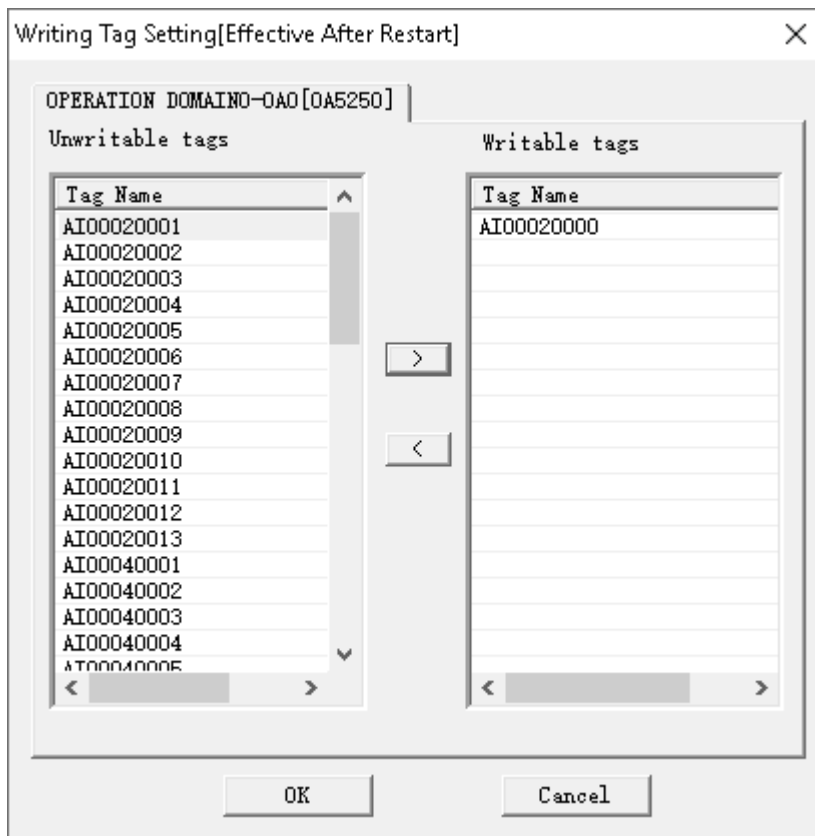 Writing Tag Setting[Effective After Restart]
OPERATION DOMAIN0-OA0[OA5250]
Unwritable tags
Tag Name
AI00020001
AI00020002
AI00020003
AI00020004
AI00020005
AI00020006
AI00020007
AI00020008
AI00020009
AI00020010
AI00020011
AI00020012
AI00020013
AI00040001
AI00040002
AI00040003
AI00040004
AI00040005
>
<
Writable tags
Tag Name
AI00020000
OK
Cancel